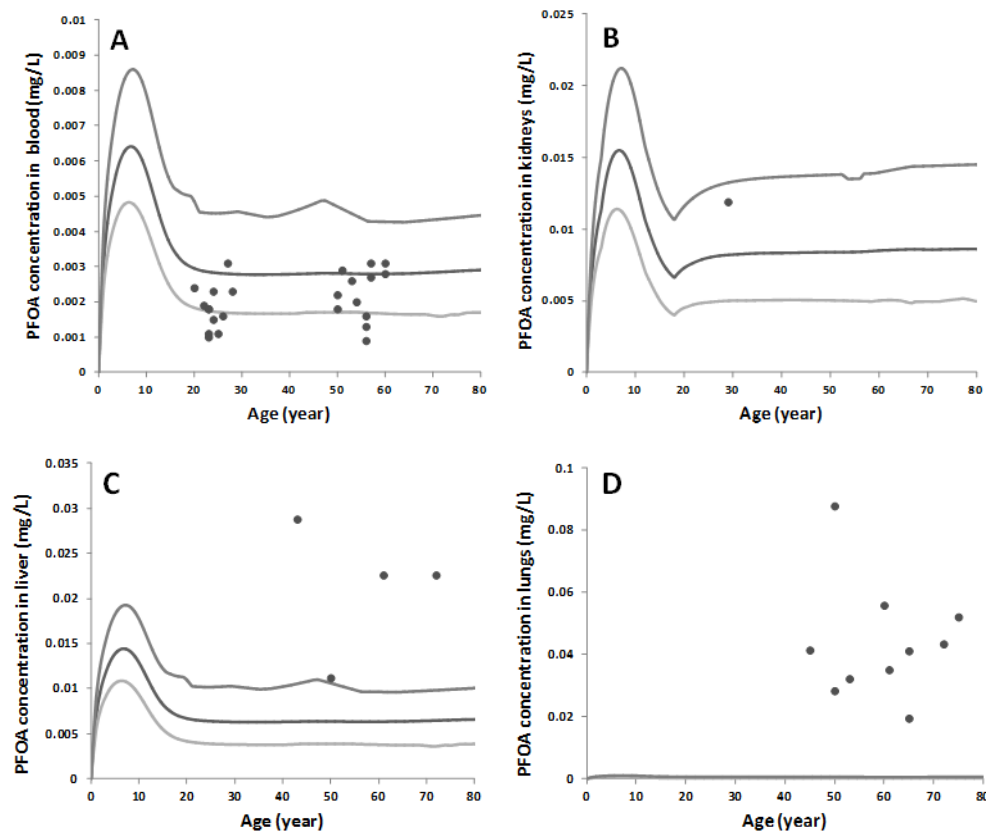 A
PFOA concentration in blood (mg/L)
0.01
0.009
0.008
0.007
0.006
0.005
0.004
0.003
0.002
0.001
0
0 10 20 30 40 50 60 70 80
Age (year)
B
PFOA concentration in kidneys (mg/L)
0.025
0.02
0.015
0.01
0.005
0
0 10 20 30 40 50 60 70 80
Age (year)
C
PFOA concentration in liver (mg/L)
0.035
0.03
0.025
0.02
0.015
0.01
0.005
0
0 10 20 30 40 50 60 70 80
Age (year)
D
PFOA concentration in lungs (mg/L)
0.1
0.08
0.06
0.04
0.02
0
0 10 20 30 40 50 60 70 80
Age (year)